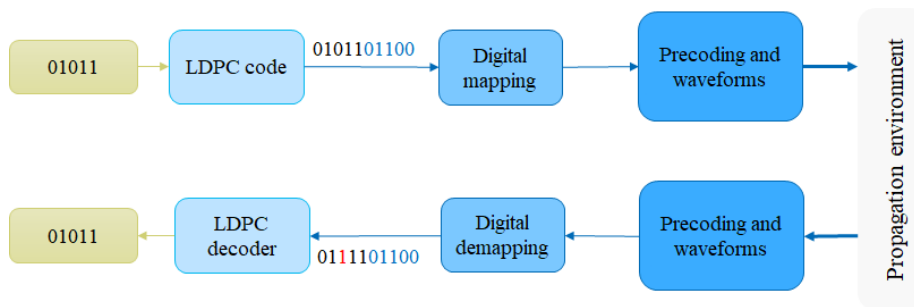 01011
LDPC code
0101101100
Digital
mapping
Precoding and
waveforms
Propagation environment
01011
LDPC
decoder
0111101100
Digital
demapping
Precoding and
waveforms